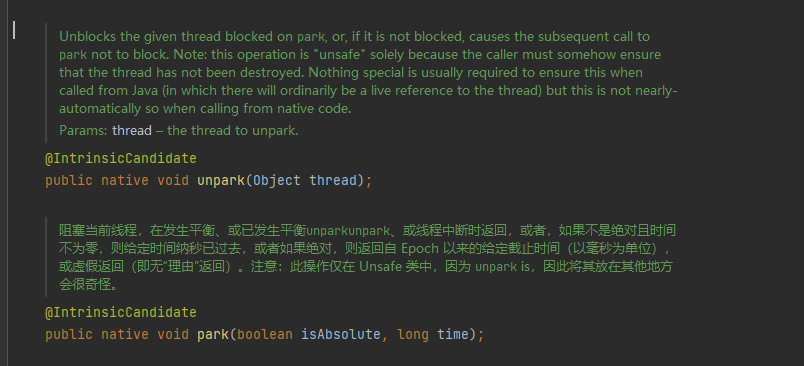 Unblocks the given thread blocked on park, or, if it is not blocked, causes the subsequent call to
park not to block. Note: this operation is "unsafe" solely because the caller must somehow ensure
that the thread has not been destroyed. Nothing special is usually required to ensure this when
called from Java (in which there will ordinarily be a live reference to the thread) but this is not nearly-
automatically so when calling from native code.
Params: thread – the thread to unpark.
@IntrinsicCandidate
public native void unpark(Object thread);
阻塞当前线程，在发生平衡、或已发生平衡unparkunpark、或线程中断时返回，或者，如果不是绝对且时间
不为零，则给定时间纳秒已过去，或者如果绝对，则返回自 Epoch 以来的给定截止时间（以毫秒为单位），
或虚假返回（即无“理由”返回）。注意：此操作仅在 Unsafe 类中，因为 unpark is，因此将其放在其他地方
会很奇怪。
@IntrinsicCandidate
public native void park(boolean isAbsolute, long time);